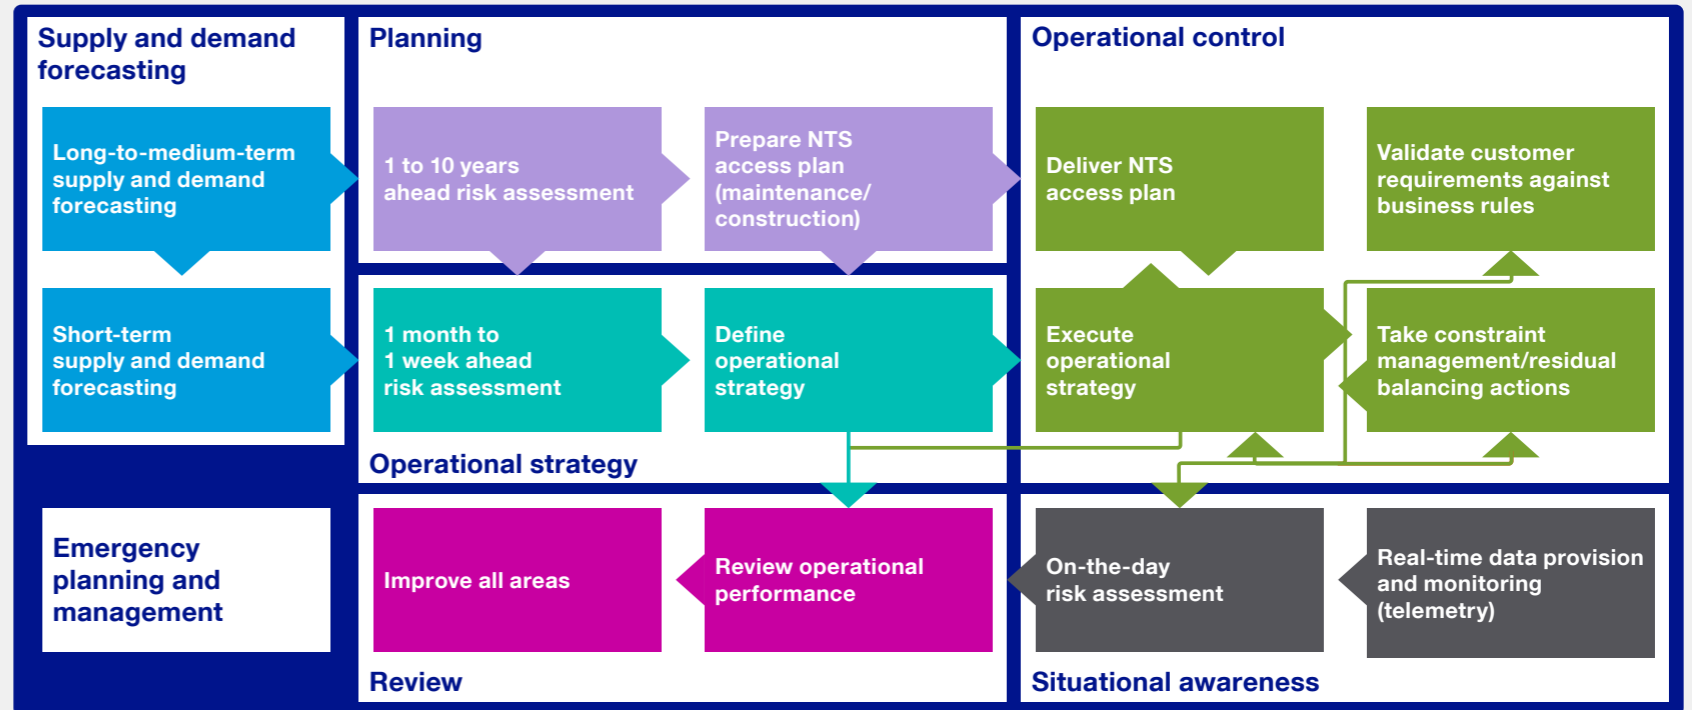 Supply and demand
forecasting
Long-to-medium-term
supply and demand
forecasting
Short-term
supply and demand
forecasting
Planning
1 to 10 years
ahead risk assessment
Prepare NTS
access plan
(maintenance/
construction)
1 month to
1 week ahead
risk assessment
Define
operational
strategy
Operational strategy
Operational control
Deliver NTS
access plan
Validate customer
requirements against
business rules
Execute
operational
strategy
Take constraint
management/residual
balancing actions
Emergency
planning and
management
Improve all areas
Review operational
performance
Review
On-the-day
risk assessment
Real-time data provision
and monitoring
(telemetry)
Situational awareness